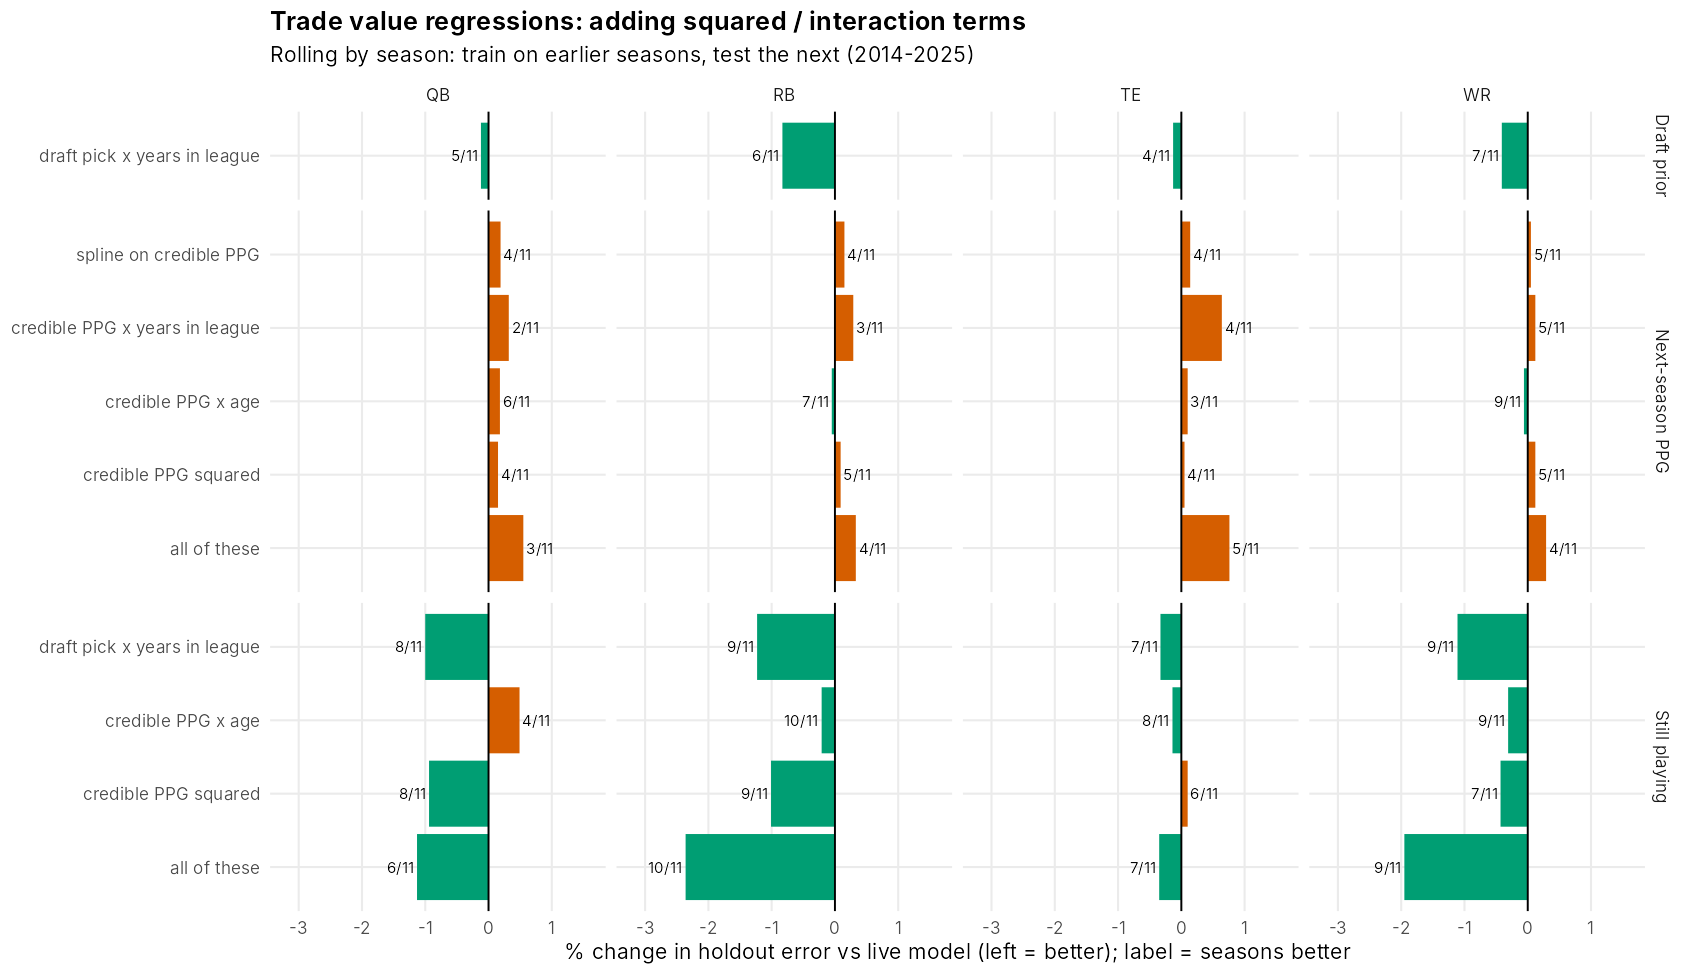 Trade value regressions: adding squared / interaction terms
Rolling by season: train on earlier seasons, test the next (2014-2025)
QB RB TE WR
draft pick x years in league 5/11 6/11 4/11 7/11
Draft prior
spline on credible PPG 4/11 4/11 4/11 5/11
credible PPG x years in league 2/11 3/11 4/11 5/11
credible PPG x age 6/11 7/11 3/11 9/11
credible PPG squared 4/11 5/11 4/11 5/11
all of these 3/11 4/11 5/11 4/11
Next-season PPG
draft pick x years in league 8/11 9/11 7/11 9/11
credible PPG x age 4/11 10/11 8/11 9/11
credible PPG squared 8/11 9/11 6/11 7/11
all of these 6/11 10/11 7/11 9/11
Still playing
-3 -2 -1 0 1 -3 -2 -1 0 1 -3 -2 -1 0 1 -3 -2 -1 0 1
% change in holdout error vs live model (left = better); label = seasons better